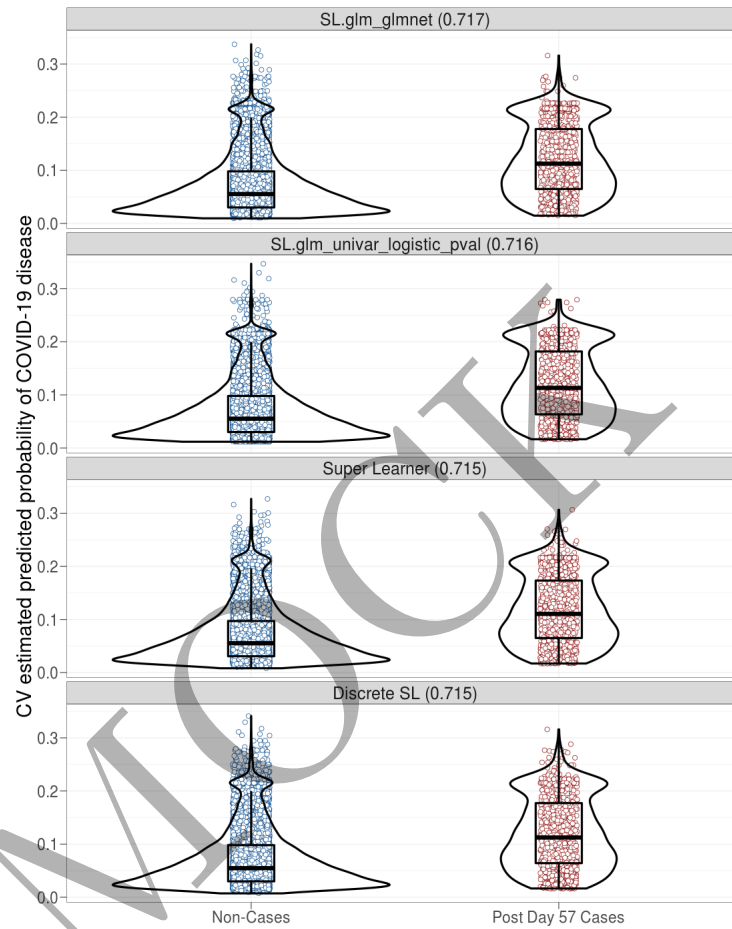 SL.glm_glmnet (0.717)
0.3
0.2
0.1
0.0
SL.glm_univar_logistic_pval (0.716)
0.3
0.2
0.1
0.0
Super Learner (0.715)
0.3
0.2
0.1
0.0
Discrete SL (0.715)
0.3
0.2
0.1
0.0
CV estimated predicted probability of COVID-19 disease
Non-Cases Post Day 57 Cases
MOCK